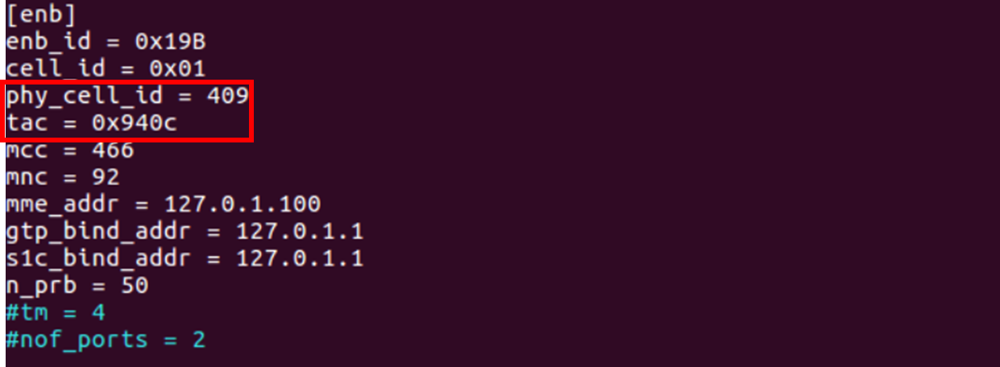 [enb]
enb_id = 0x19B
cell_id = 0x01
phy_cell_id = 409
tac = 0x940c
mcc = 466
mnc = 92
mme_addr = 127.0.1.100
gtp_bind_addr = 127.0.1.1
s1c_bind_addr = 127.0.1.1
n_prb = 50
#tm = 4
#nof_ports = 2